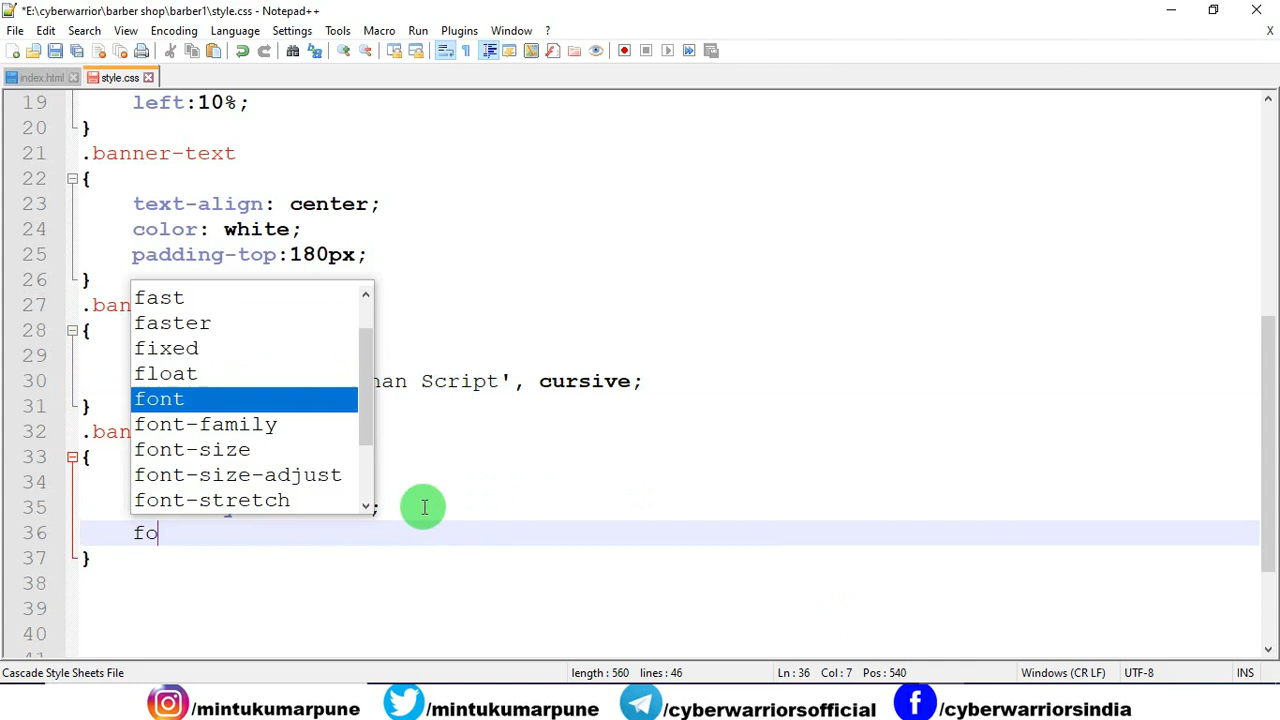 *E:\cyberwarrior\barber shop\barber1\style.css - Notepad++
File Edit Search View Encoding Language Settings Tools Macro Run Plugins Window ? X
index.html style.css
19 left:10%;
20 }
21 .banner-text
22 {
23 text-align: center;
24 color: white;
25 padding-top:180px;
26 }
27 .ban
28 {
29
30 han Script', cursive;
31 }
32 .ban
33 {
34
35 ;
36 fo
37 }
38
39
40
fast
faster
fixed
float
font
font-family
font-size
font-size-adjust
font-stretch
Cascade Style Sheets File length : 560 lines : 46 Ln : 36 Col : 7 Pos : 540 Windows (CR LF) UTF-8 INS
/mintukumarpune /mintukumarpune /cyberwarriorsofficial /cyberwarriorsindia